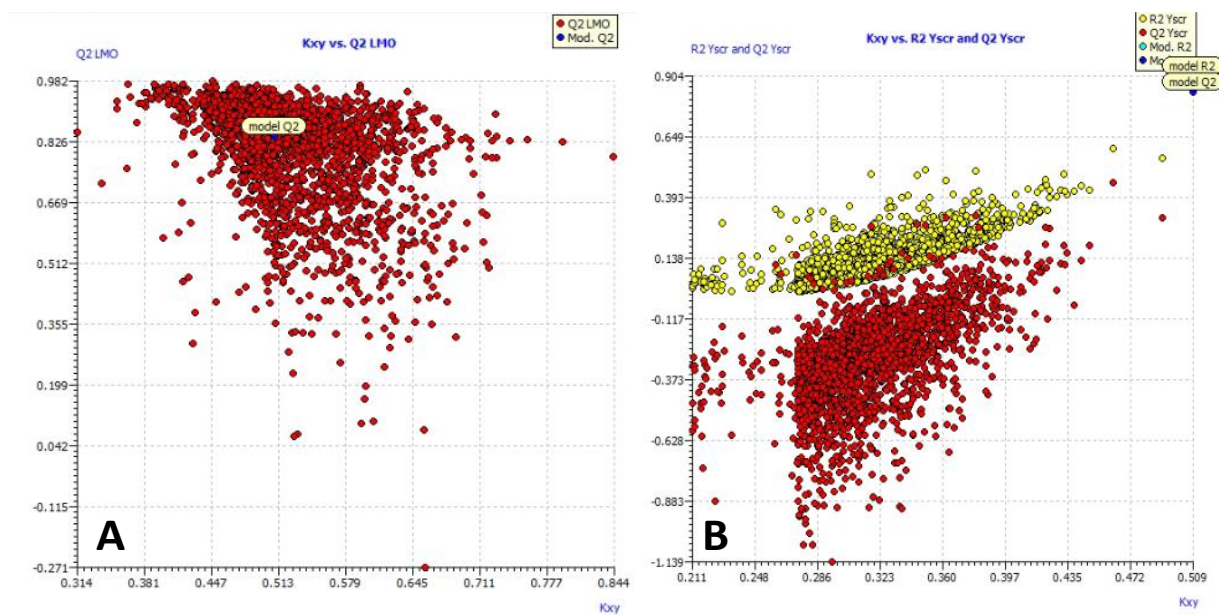 Q2 LMO
Mod. Q2
Kxy vs. Q2 LMO
Q2 LMO
0.982
0.826
0.669
0.512
0.355
0.199
0.042
-0.115
-0.271
model Q2
A
0.314 0.381 0.447 0.513 0.579 0.645 0.711 0.777 0.844
Kxy
R2 Yscr
Q2 Yscr
Mod. R2
Mo
model R2
model Q2
Kxy vs. R2 Yscr and Q2 Yscr
R2 Yscr and Q2 Yscr
0.904
0.649
0.393
0.138
-0.117
-0.373
-0.628
-0.883
-1.139
B
0.211 0.248 0.286 0.323 0.360 0.397 0.435 0.472 0.509
Kxy